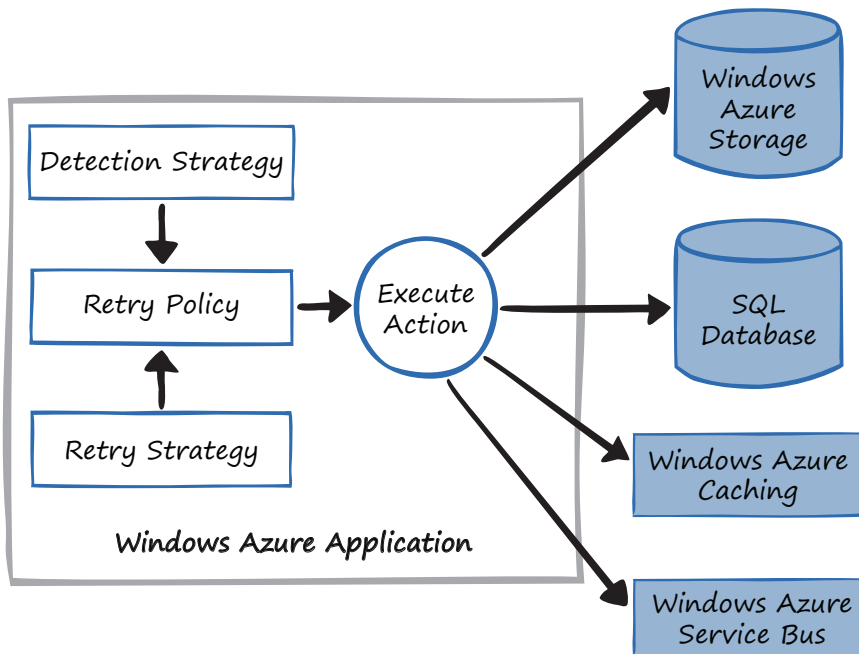 Detection Strategy
Retry Policy
Retry Strategy
Windows Azure Application
Execute
Action
Windows
Azure
Storage
SQL
Database
Windows Azure
Caching
Windows Azure
Service Bus